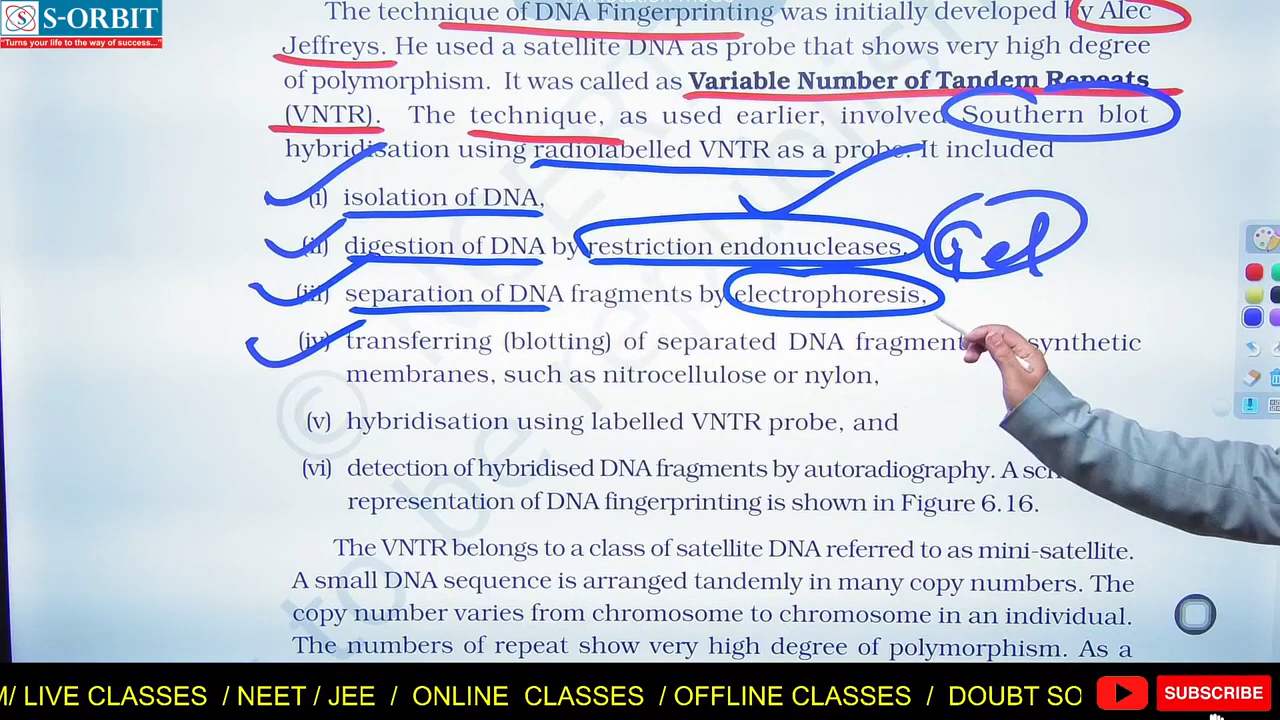 S-ORBIT
"Turns your life to the way of success..."
The technique of DNA Fingerprinting was initially developed by Alec
Jeffreys. He used a satellite DNA as probe that shows very high degree
of polymorphism. It was called as Variable Number of Tandem Repeats
(VNTR). The technique, as used earlier, involved Southern blot
hybridisation using radiolabelled VNTR as a probe. It included
(i) isolation of DNA,
(ii) digestion of DNA by restriction endonucleases,
Gel
(iii) separation of DNA fragments by electrophoresis,
(iv) transferring (blotting) of separated DNA fragments synthetic
membranes, such as nitrocellulose or nylon,
(v) hybridisation using labelled VNTR probe, and
(vi) detection of hybridised DNA fragments by autoradiography. A
representation of DNA fingerprinting is shown in Figure 6.16.
The VNTR belongs to a class of satellite DNA referred to as mini-satellite.
A small DNA sequence is arranged tandemly in many copy numbers. The
copy number varies from chromosome to chromosome in an individual.
The numbers of repeat show very high degree of polymorphism. As a
M/ LIVE CLASSES / NEET / JEE / ONLINE CLASSES / OFFLINE CLASSES / DOUBT SO
SUBSCRIBE